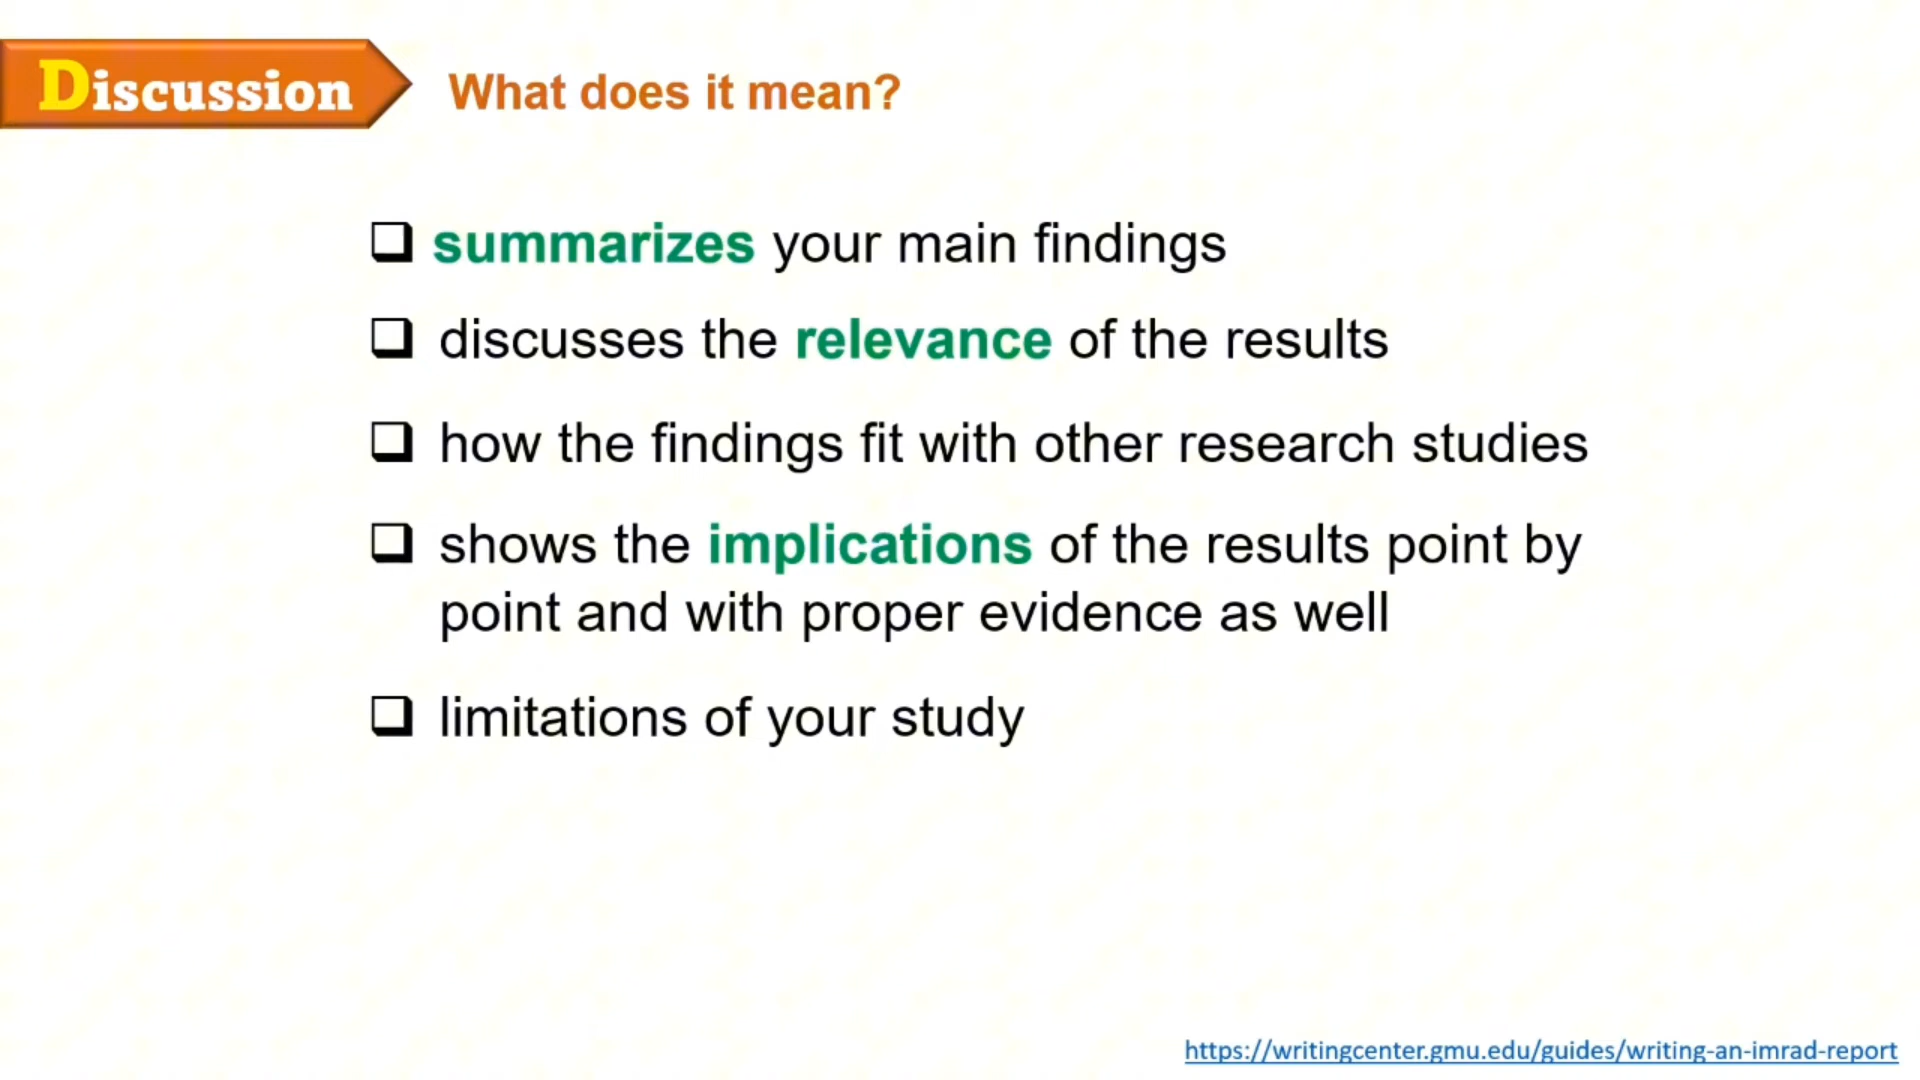 Discussion
What does it mean?
summarizes your main findings
discusses the relevance of the results
how the findings fit with other research studies
shows the implications of the results point by
point and with proper evidence as well
limitations of your study
https://writingcenter.gmu.edu/guides/writing-an-imrad-report